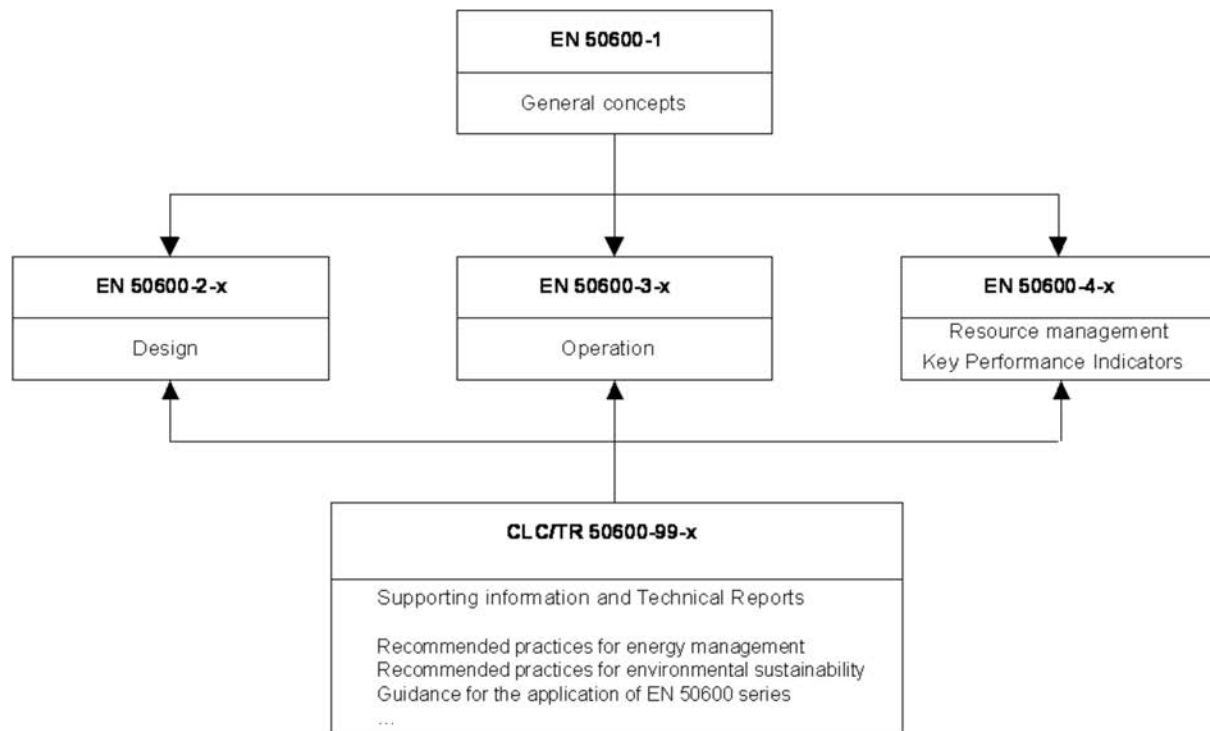 EN 50600-1
General concepts
EN 50600-2-x
Design
EN 50600-3-x
Operation
EN 50600-4-x
Resource management
Key Performance Indicators
CLC/TR 50600-99-x
Supporting information and Technical Reports
Recommended practices for energy management
Recommended practices for environmental sustainability
Guidance for the application of EN 50600 series
...